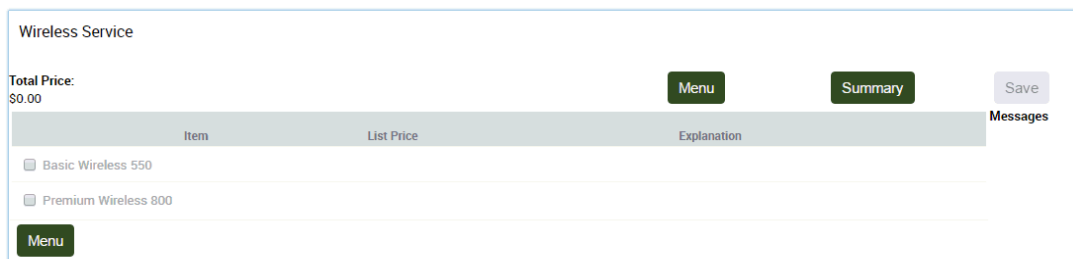 Wireless Service
Total Price:
$0.00
Menu Summary Save
Messages
Item List Price Explanation
Basic Wireless 550
Premium Wireless 800
Menu